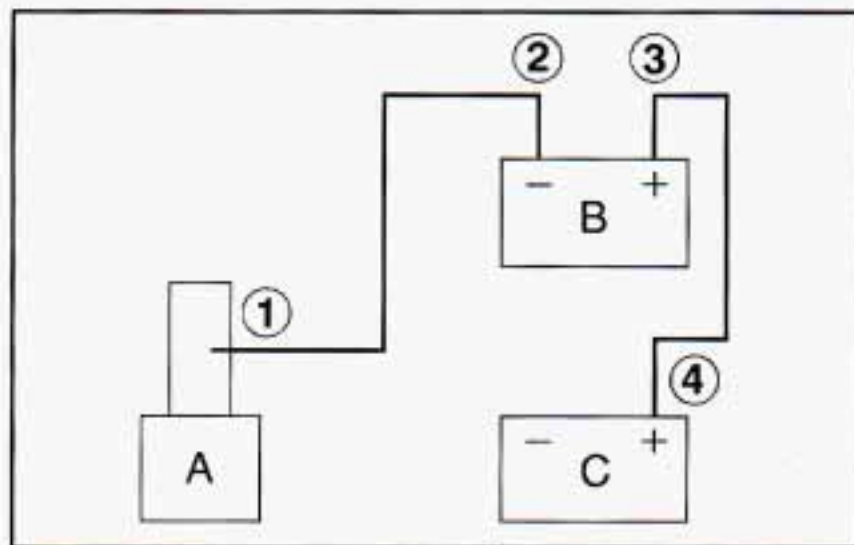 ② ③
− +
B
①
④
− +
A C